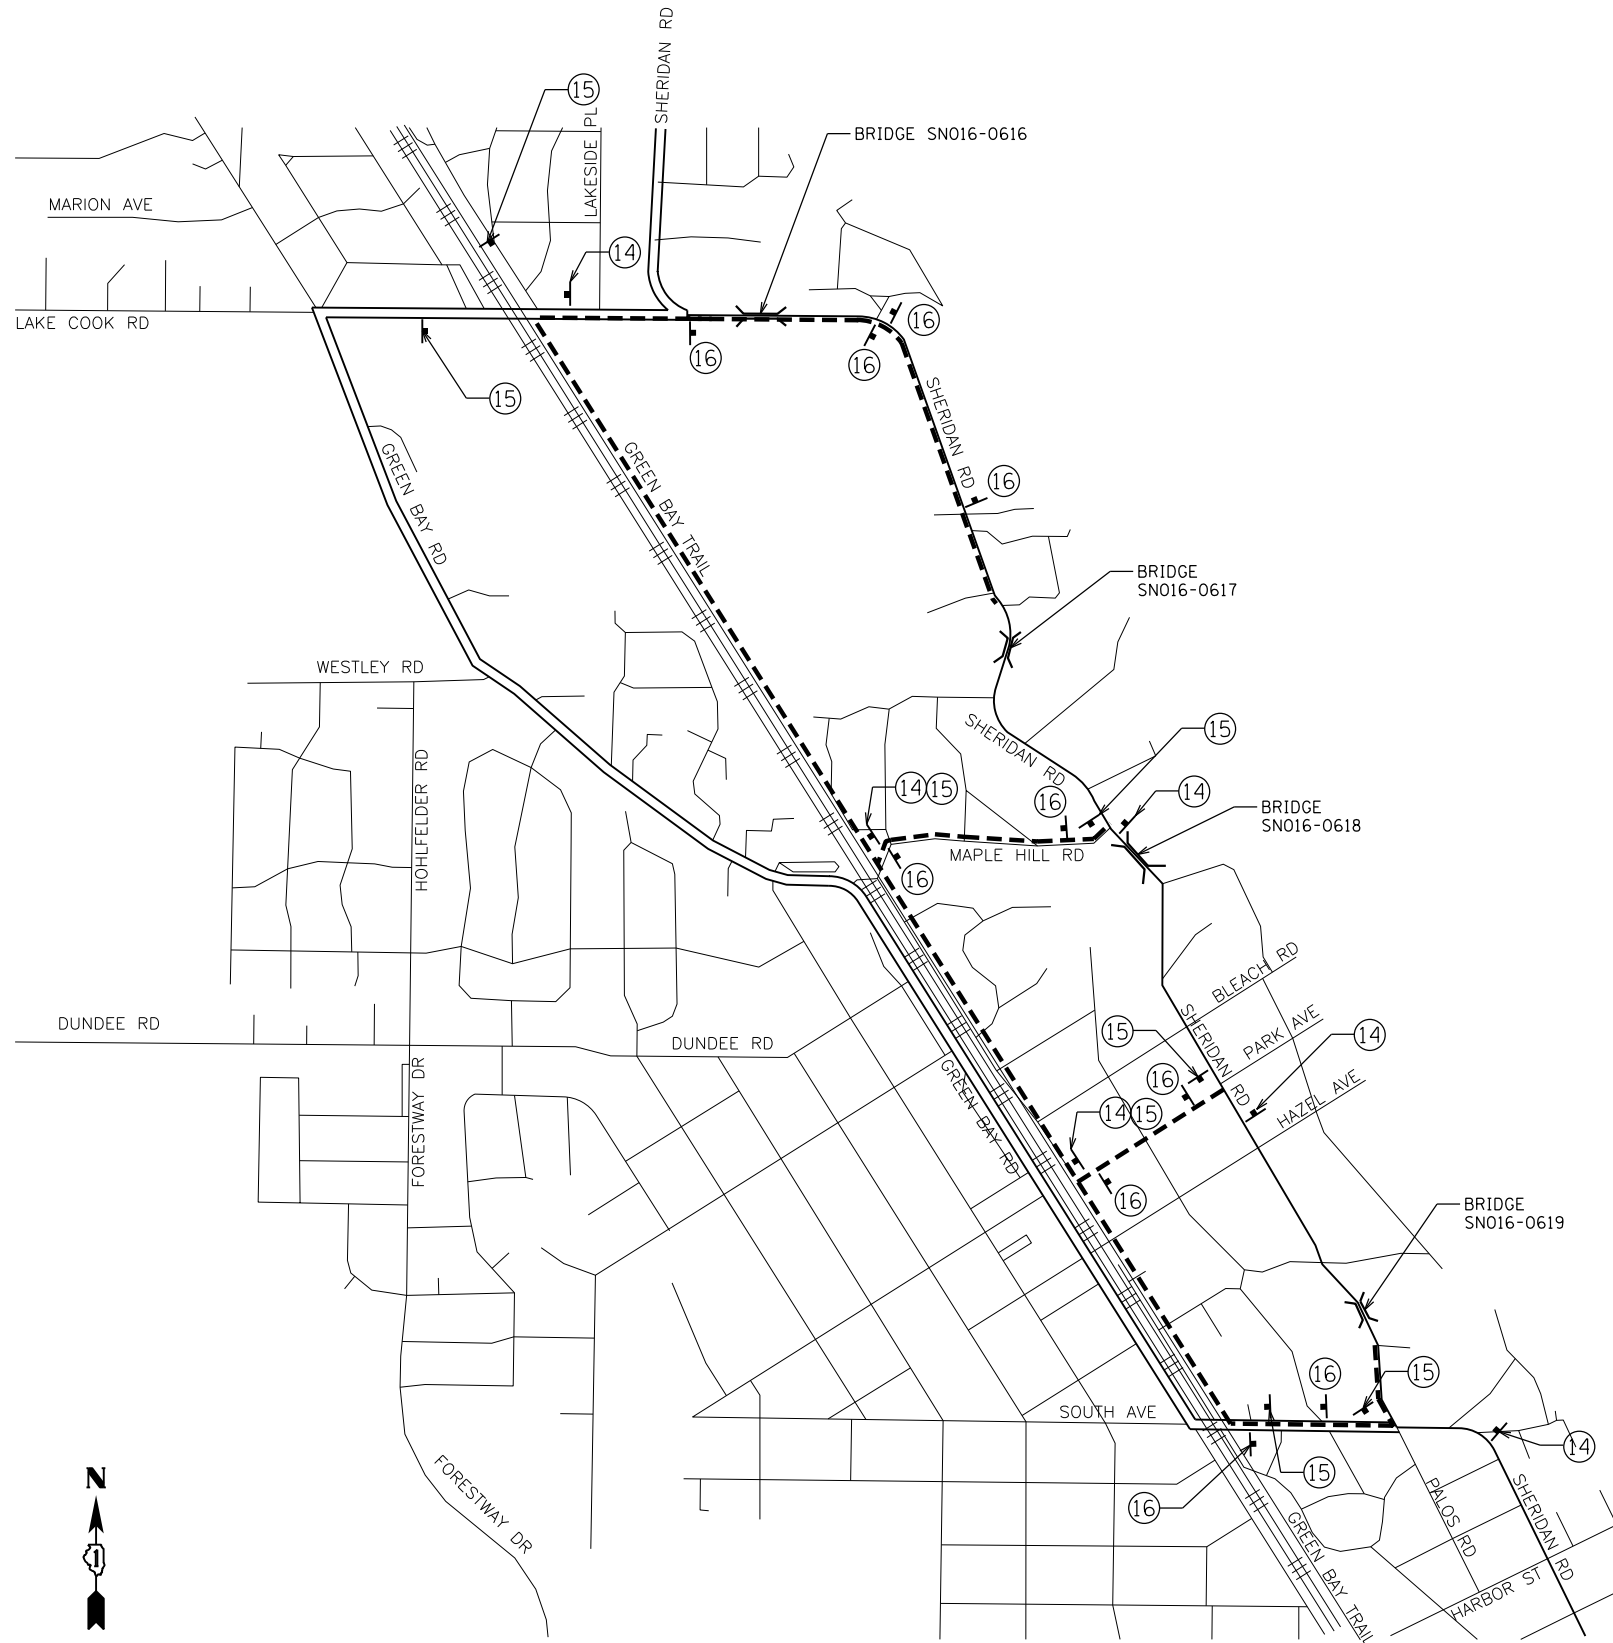 SHERIDAN RD
15
LAKESIDE PL
BRIDGE SN016-0616
MARION AVE
14
LAKE COOK RD
16
16
16
15
SHERIDAN RD
GREEN BAY RD
GREEN BAY TRAIL
16
BRIDGE
SN016-0617
WESTLEY RD
SHERIDAN RD
15
HOHLFELDER RD
14
15
16
14
BRIDGE
SN016-0618
MAPLE HILL RD
16
BLEACH RD
DUNDEE RD
DUNDEE RD
SHERIDAN RD
PARK AVE
15
14
FORESTWAY DR
GREEN BAY RD
16
HAZEL AVE
14
15
16
BRIDGE
SN016-0619
16
15
SOUTH AVE
14
FORESTWAY DR
15
16
N
1
GREEN BAY TRAIL
PALOS RD
SHERIDAN RD
HARBOR ST